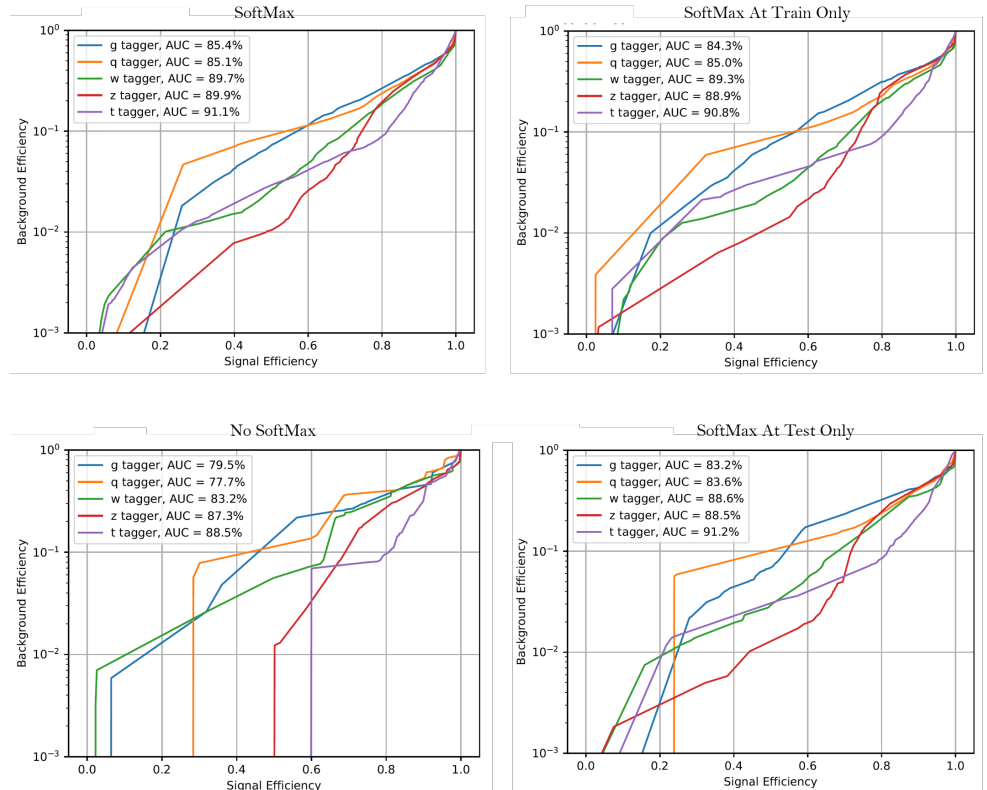 SoftMax
10⁰
10⁻¹
10⁻²
10⁻³
Background Efficiency
g tagger, AUC = 85.4%
q tagger, AUC = 85.1%
w tagger, AUC = 89.7%
z tagger, AUC = 89.9%
t tagger, AUC = 91.1%
0.0 0.2 0.4 0.6 0.8 1.0
Signal Efficiency
SoftMax At Train Only
10⁰
10⁻¹
10⁻²
10⁻³
Background Efficiency
g tagger, AUC = 84.3%
q tagger, AUC = 85.0%
w tagger, AUC = 89.3%
z tagger, AUC = 88.9%
t tagger, AUC = 90.8%
0.0 0.2 0.4 0.6 0.8 1.0
Signal Efficiency
No SoftMax
10⁰
10⁻¹
10⁻²
10⁻³
Background Efficiency
g tagger, AUC = 79.5%
q tagger, AUC = 77.7%
w tagger, AUC = 83.2%
z tagger, AUC = 87.3%
t tagger, AUC = 88.5%
0.0 0.2 0.4 0.6 0.8 1.0
Signal Efficiency
SoftMax At Test Only
10⁰
10⁻¹
10⁻²
10⁻³
Background Efficiency
g tagger, AUC = 83.2%
q tagger, AUC = 83.6%
w tagger, AUC = 88.6%
z tagger, AUC = 88.5%
t tagger, AUC = 91.2%
0.0 0.2 0.4 0.6 0.8 1.0
Signal Efficiency